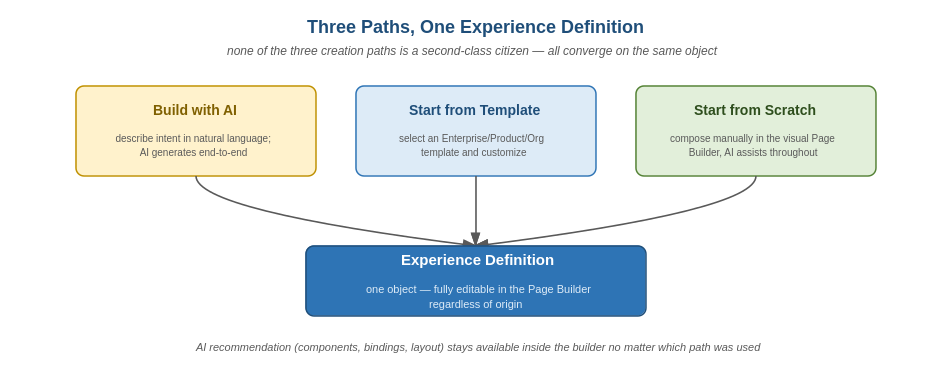 Three Paths, One Experience Definition
none of the three creation paths is a second-class citizen — all converge on the same object
Build with AI
describe intent in natural language;
AI generates end-to-end
Start from Template
select an Enterprise/Product/Org
template and customize
Start from Scratch
compose manually in the visual Page
Builder, AI assists throughout
Experience Definition
one object — fully editable in the Page Builder
regardless of origin
AI recommendation (components, bindings, layout) stays available inside the builder no matter which path was used